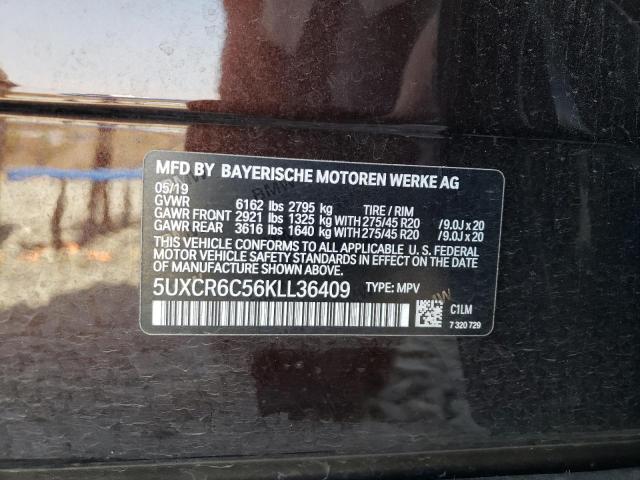 MFD BY BAYERISCHE MOTOREN WERKE AG
05/19
GVWR 6162 lbs 2795 kg TIRE / RIM
GAWR FRONT 2921 lbs 1325 kg WITH 275/45 R20 /9.0J x 20
GAWR REAR 3616 lbs 1640 kg WITH 275/45 R20 /9.0J x 20
THIS VEHICLE CONFORMS TO ALL APPLICABLE U. S. FEDERAL
MOTOR VEHICLE SAFETY STANDARDS IN EFFECT ON THE DATE
OF MANUFACTURE SHOWN ABOVE.
5UXCR6C56KLL36409 TYPE: MPV
C1LM
7 320 729